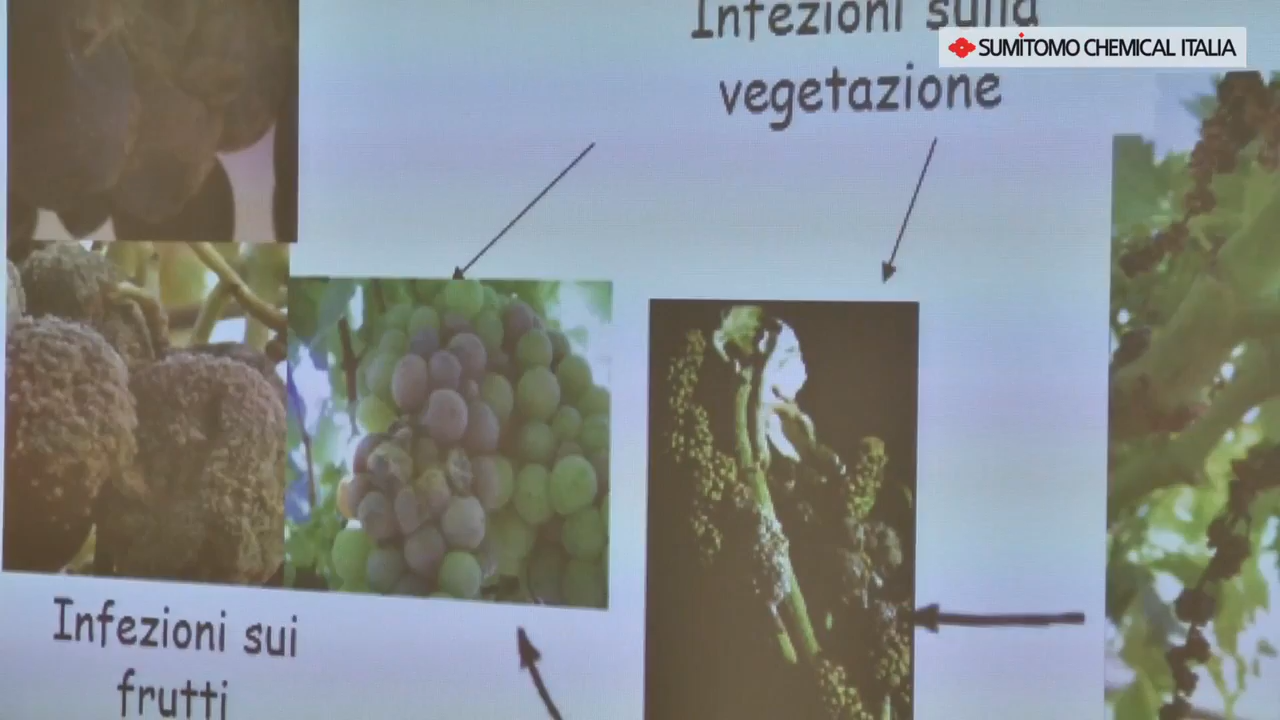 Infezioni sulla
SUMITOMO CHEMICAL ITALIA
vegetazione
Infezioni sui
frutti